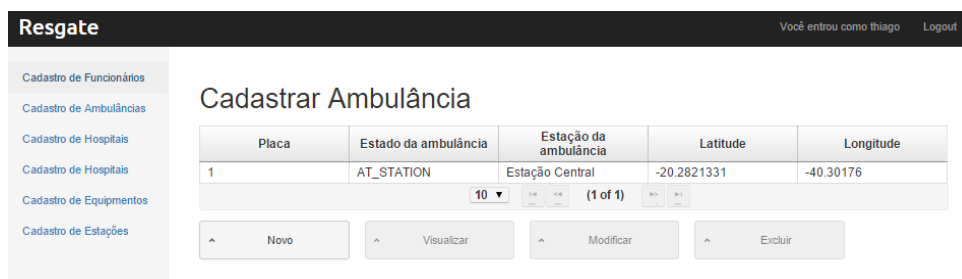 Resgate
Você entrou como thiago
Logout
Cadastro de Funcionários
Cadastro de Ambulâncias
Cadastro de Hospitais
Cadastro de Hospitais
Cadastro de Equipmentos
Cadastro de Estações
Cadastrar Ambulância
Placa Estado da ambulância Estação da ambulância Latitude Longitude
1 AT_STATION Estação Central -20.2821331 -40.30176
10 (1 of 1)
Novo Visualizar Modificar Excluir